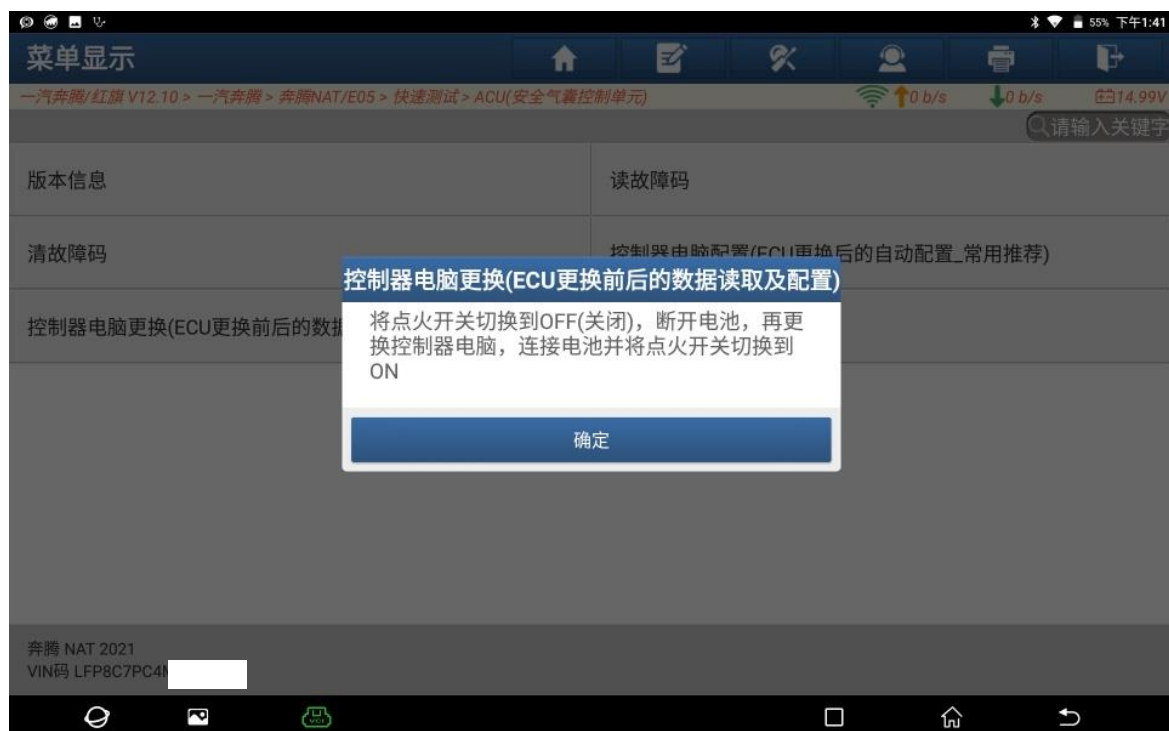 55% 下午1:41
菜单显示
一汽奔腾/红旗 V12.10 > 一汽奔腾 > 奔腾NAT/E05 > 快速测试 > ACU(安全气囊控制单元)
0 b/s
0 b/s
14.99V
请输入关键字
版本信息
读故障码
清故障码
控制器电脑配置(ECU更换后的自动配置_常用推荐)
控制器电脑更换(ECU更换前后的数据
控制器电脑更换(ECU更换前后的数据读取及配置)
将点火开关切换到OFF(关闭)，断开电池，再更
换控制器电脑，连接电池并将点火开关切换到
ON
确定
奔腾 NAT 2021
VIN码 LFP8C7PC4M
VCI